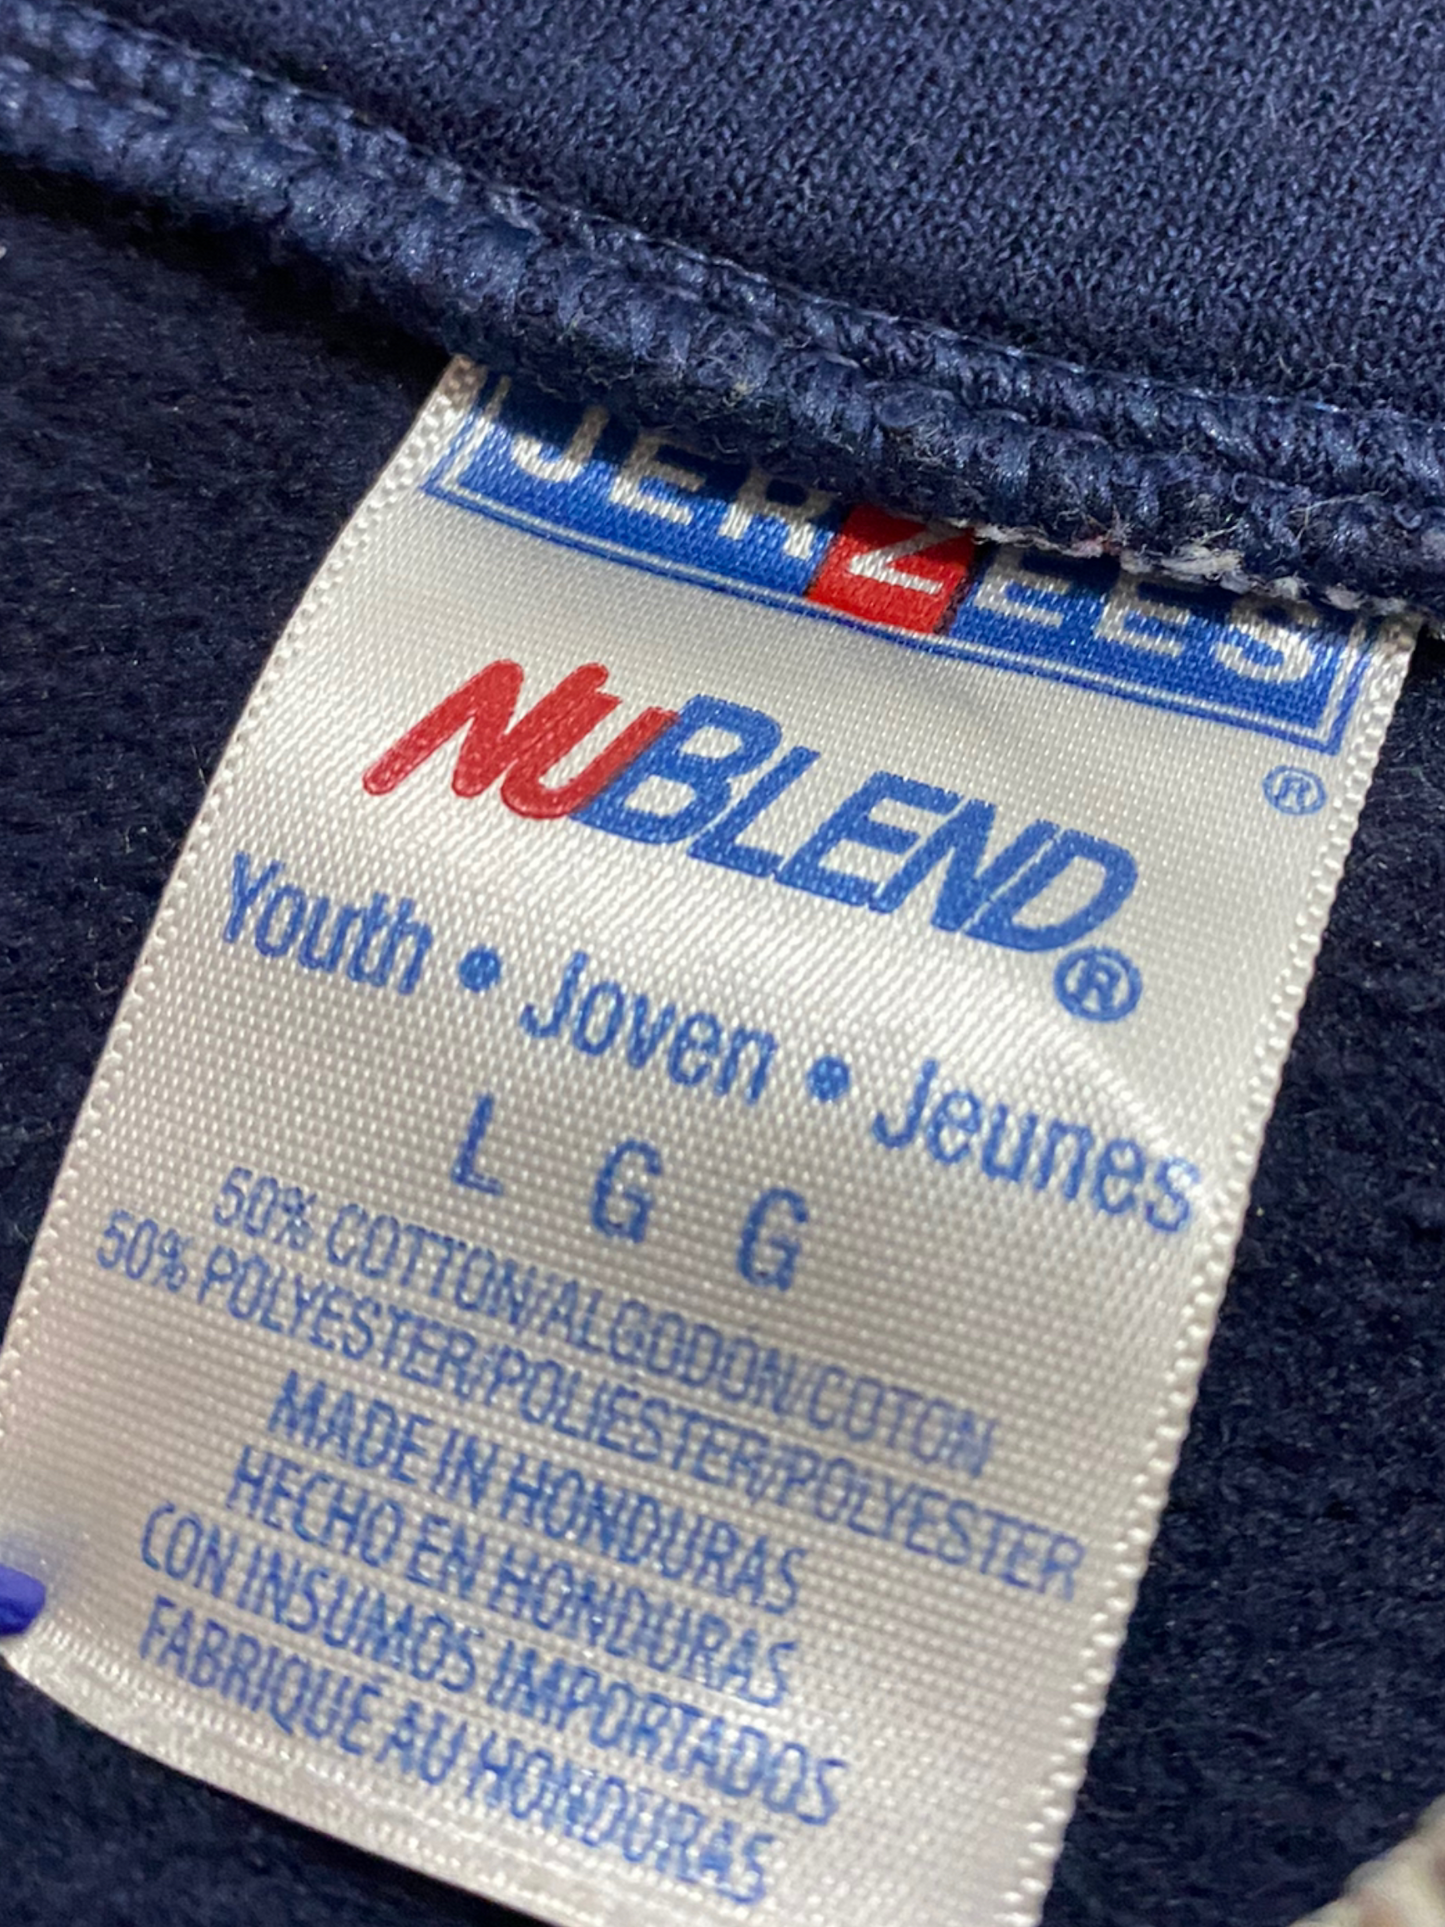 JERZEES
®
NUBLEND®
Youth • Joven • Jeunes
L G G
50% COTTON/ALGODON/COTON
50% POLYESTER/POLIESTER/POLYESTER
MADE IN HONDURAS
HECHO EN HONDURAS
CON INSUMOS IMPORTADOS
FABRIQUE AU HONDURAS